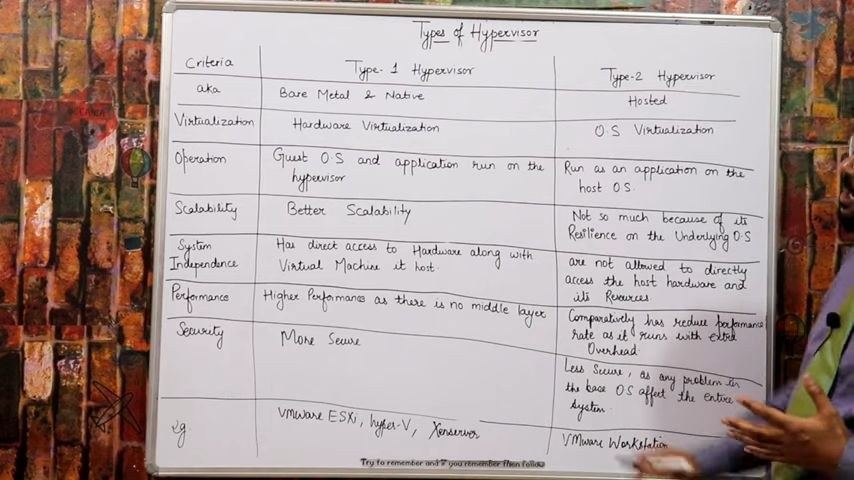 Types of Hypervisor
Criteria
Type-1 Hypervisor
Type-2 Hypervisor
aka
Bare Metal & Native
Hosted
Virtualization
Hardware Virtualization
O.S Virtualization
Operation
Guest O.S and application run on the
hypervisor
Run as an application on the
host OS.
Scalability
Better Scalability
Not so much because of its
Resilience on the Underlying O.S
System
Independence
Has direct access to Hardware along with
Virtual Machine it host.
are not allowed to directly
access the host hardware and
its Resources
Performance
Higher Performance as there is no middle layer
Comparatively has reduce performance
rate as it runs with extra
Overhead
Security
More Secure
Less Secure, as any problem in
the base OS affect the entire
System
eg.
VMware ESXi, hyper-V, Xenserver
VMware Workstation
Try to remember and if you remember then follow